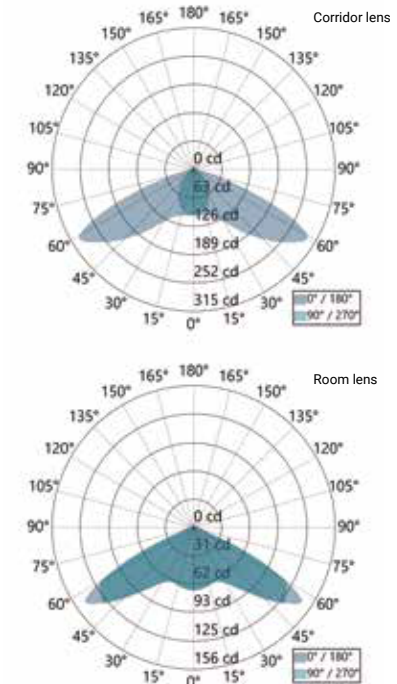 Corridor lens
180°
165° 165°
150° 150°
135° 135°
120° 120°
105° 105°
90° 90°
75° 75°
60° 60°
45° 45°
30° 30°
15° 15°
0°
0 cd
63 cd
126 cd
189 cd
252 cd
315 cd
0° / 180°
90° / 270°
Room lens
180°
165° 165°
150° 150°
135° 135°
120° 120°
105° 105°
90° 90°
75° 75°
60° 60°
45° 45°
30° 30°
15° 15°
0°
0 cd
31 cd
62 cd
93 cd
125 cd
156 cd
0° / 180°
90° / 270°